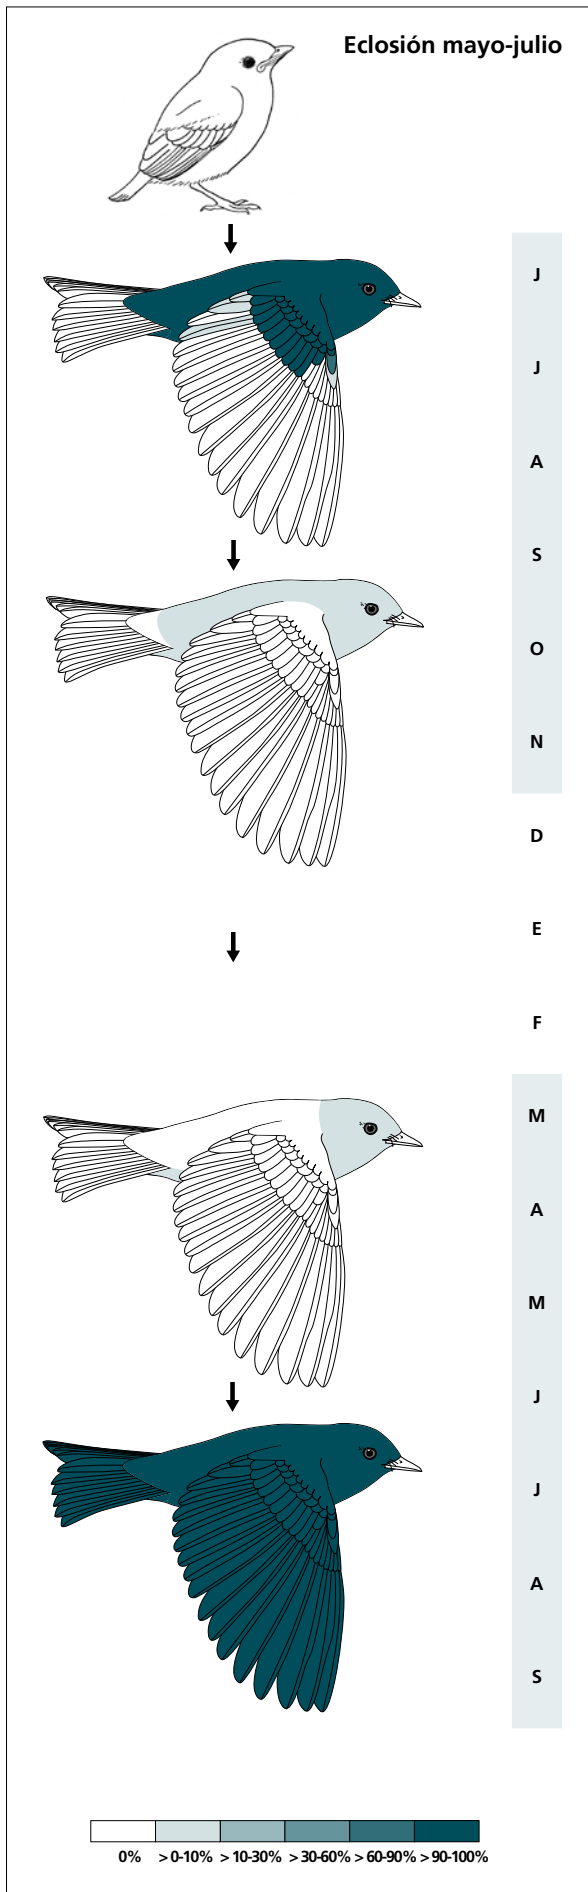 Eclosión mayo-julio
J
J
A
S
O
N
D
E
F
M
A
M
J
J
A
S
0% >0-10% >10-30% >30-60% >60-90% >90-100%